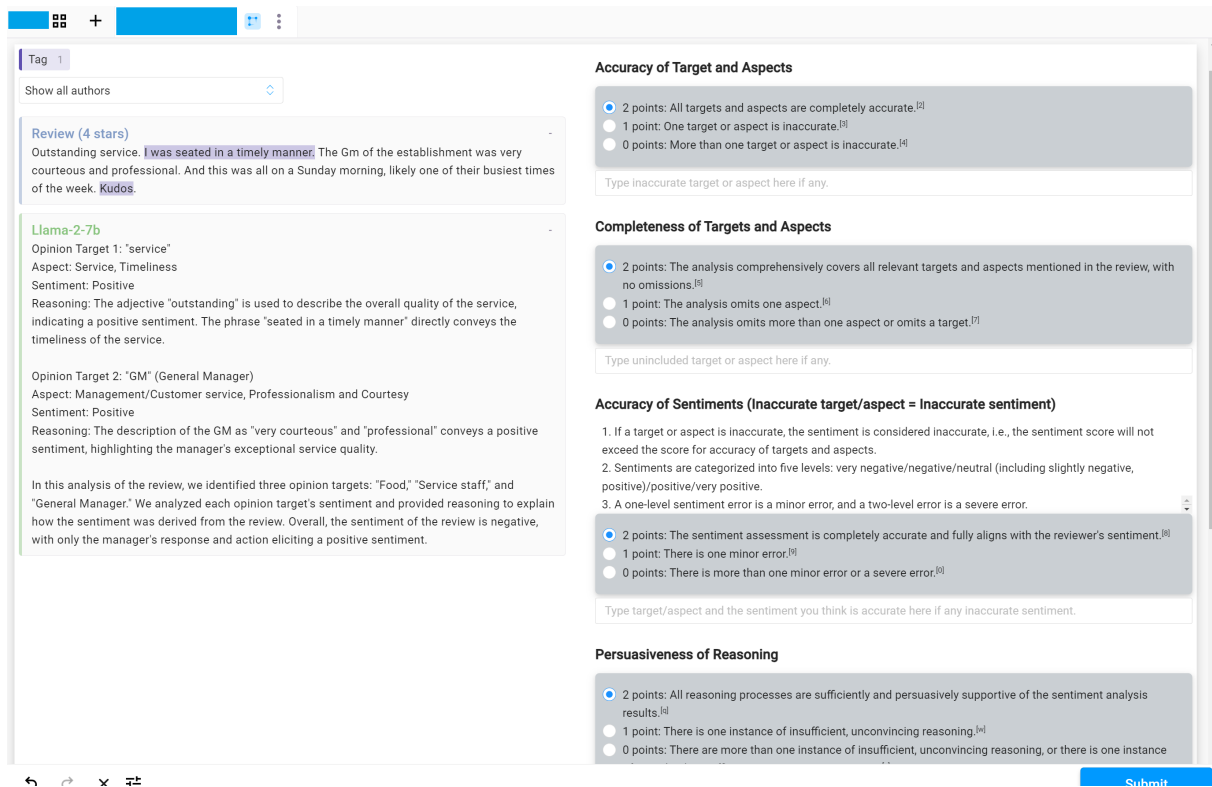 Tag 1
Show all authors
Review (4 stars)
-
Outstanding service. I was seated in a timely manner. The Gm of the establishment was very
courteous and professional. And this was all on a Sunday morning, likely one of their busiest times
of the week. Kudos.
Llama-2-7b
-
Opinion Target 1: "service"
Aspect: Service, Timeliness
Sentiment: Positive
Reasoning: The adjective "outstanding" is used to describe the overall quality of the service,
indicating a positive sentiment. The phrase "seated in a timely manner" directly conveys the
timeliness of the service.
Opinion Target 2: "GM" (General Manager)
Aspect: Management/Customer service, Professionalism and Courtesy
Sentiment: Positive
Reasoning: The description of the GM as "very courteous" and "professional" conveys a positive
sentiment, highlighting the manager's exceptional service quality.
In this analysis of the review, we identified three opinion targets: "Food," "Service staff," and
"General Manager." We analyzed each opinion target's sentiment and provided reasoning to explain
how the sentiment was derived from the review. Overall, the sentiment of the review is negative,
with only the manager's response and action eliciting a positive sentiment.
Accuracy of Target and Aspects
2 points: All targets and aspects are completely accurate.[2]
1 point: One target or aspect is inaccurate.[3]
0 points: More than one target or aspect is inaccurate.[4]
Type inaccurate target or aspect here if any.
Completeness of Targets and Aspects
2 points: The analysis comprehensively covers all relevant targets and aspects mentioned in the review, with
no omissions.[5]
1 point: The analysis omits one aspect.[6]
0 points: The analysis omits more than one aspect or omits a target.[7]
Type unincluded target or aspect here if any.
Accuracy of Sentiments (Inaccurate target/aspect = Inaccurate sentiment)
1. If a target or aspect is inaccurate, the sentiment is considered inaccurate, i.e., the sentiment score will not
exceed the score for accuracy of targets and aspects.
2. Sentiments are categorized into five levels: very negative/negative/neutral (including slightly negative,
positive)/positive/very positive.
3. A one-level sentiment error is a minor error, and a two-level error is a severe error.
2 points: The sentiment assessment is completely accurate and fully aligns with the reviewer's sentiment.[8]
1 point: There is one minor error.[9]
0 points: There is more than one minor error or a severe error.[0]
Type target/aspect and the sentiment you think is accurate here if any inaccurate sentiment.
Persuasiveness of Reasoning
2 points: All reasoning processes are sufficiently and persuasively supportive of the sentiment analysis
results.[q]
1 point: There is one instance of insufficient, unconvincing reasoning.[w]
0 points: There are more than one instance of insufficient, unconvincing reasoning, or there is one instance
Submit